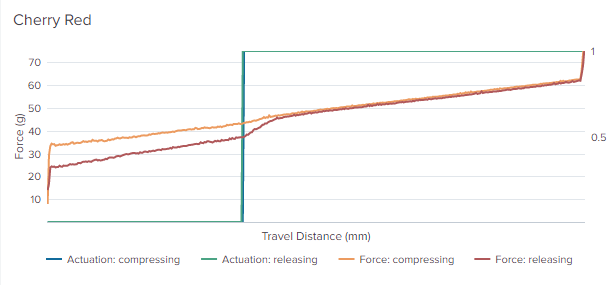 Cherry Red
70
60
50
40
30
20
10
Force (g)
1
0.5
Travel Distance (mm)
Actuation: compressing Actuation: releasing Force: compressing Force: releasing